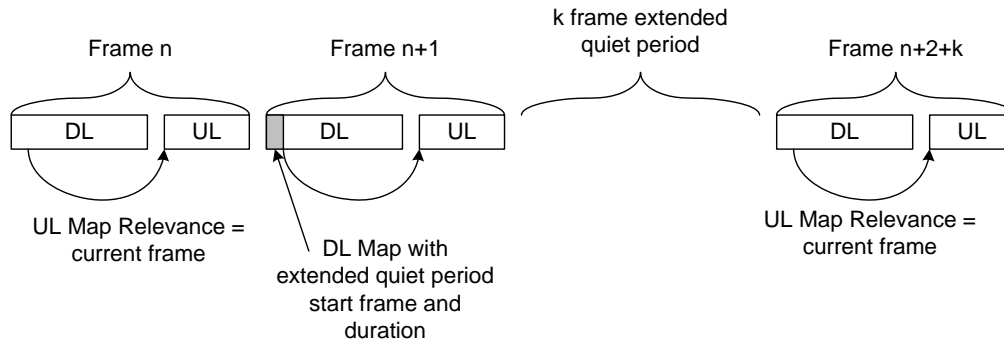 Frame n
Frame n+1
k frame extended
quiet period
Frame n+2+k
DL
UL
DL
UL
DL
UL
UL Map Relevance =
current frame
DL Map with
extended quiet period
start frame and
duration
UL Map Relevance =
current frame